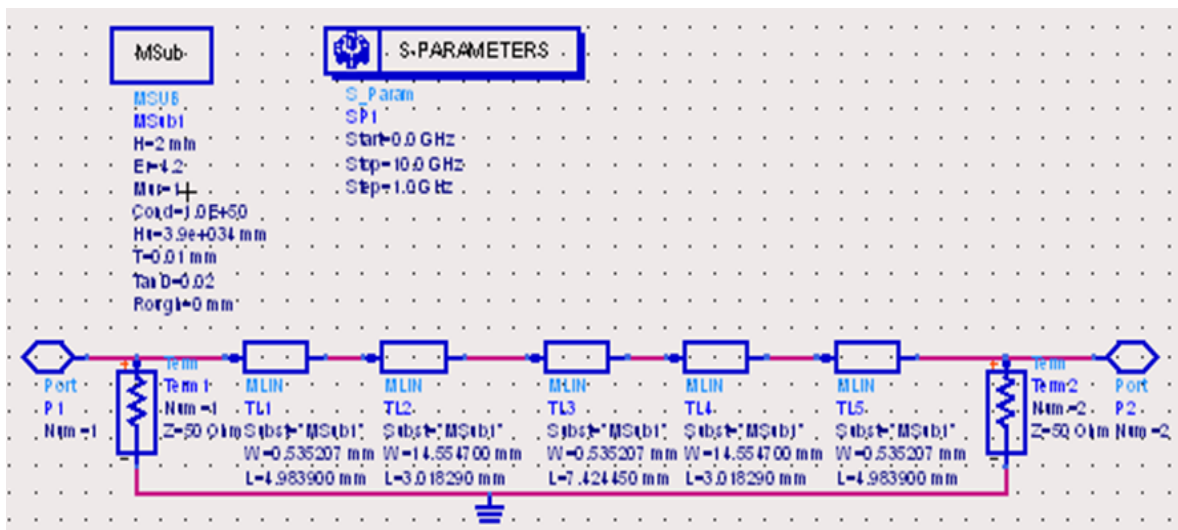 MSub
S-PARAMETERS
MSUB
MSub1
H=2 mm
Er=4.2
Mur=1
Cond=1.0E+50
Hu=3.9e+034 mm
T=0.01 mm
TanD=0.02
Rough=0 mm
S_Param
SP1
Start=0.0 GHz
Stop=10.0 GHz
Step=1.0 GHz
Port
P1
Num=1
Term
Term1
Num=1
Z=50 Ohm
MLIN
TL1
Subst="MSub1"
W=0.535207 mm
L=4.983900 mm
MLIN
TL2
Subst="MSub1"
W=14.554700 mm
L=3.018290 mm
MLIN
TL3
Subst="MSub1"
W=0.535207 mm
L=7.424450 mm
MLIN
TL4
Subst="MSub1"
W=14.554700 mm
L=3.018290 mm
MLIN
TL5
Subst="MSub1"
W=0.535207 mm
L=4.983900 mm
Term
Term2
Num=2
Z=50 Ohm
Port
P2
Num=2